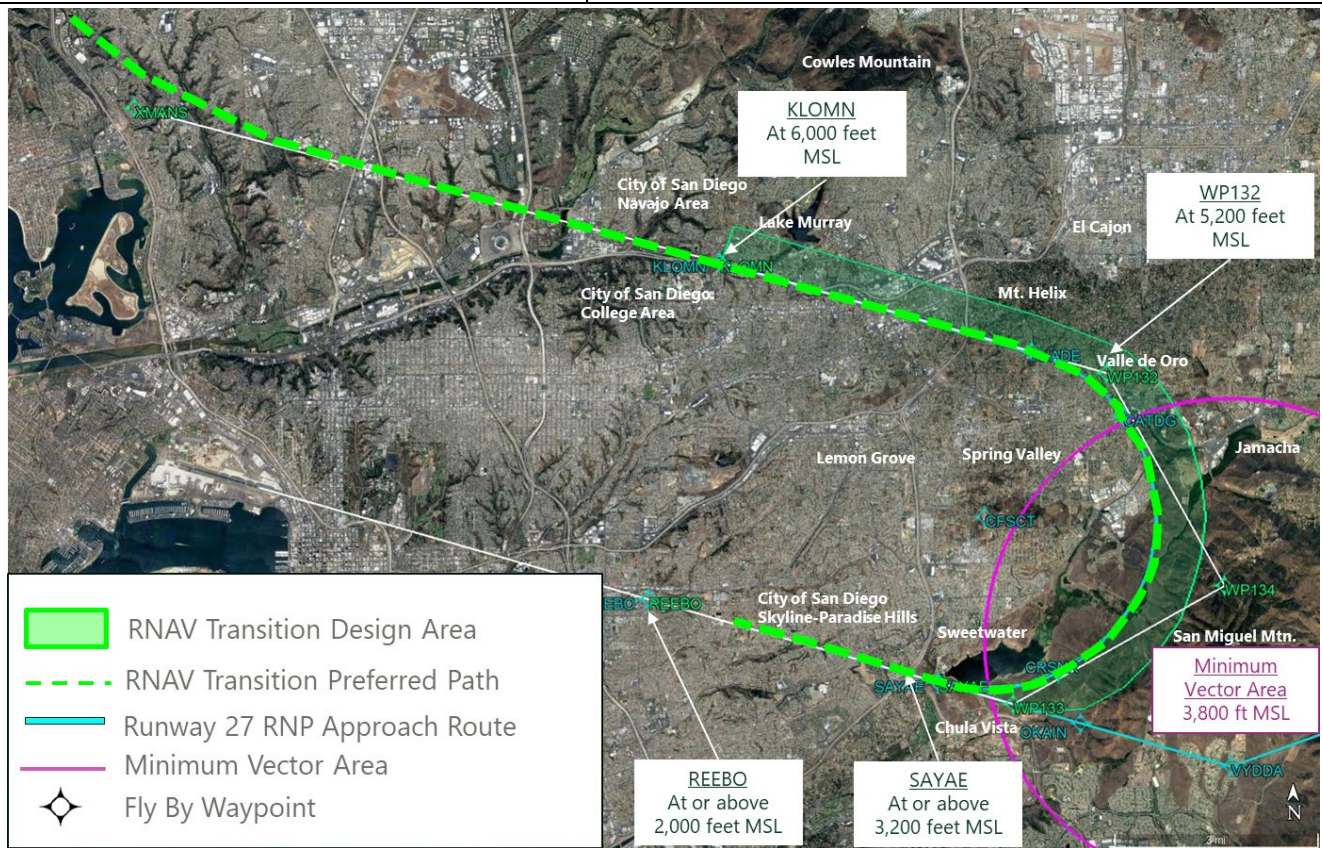 Cowles Mountain
KLOMN
At 6,000 feet
MSL
XMANS
WP132
At 5,200 feet
MSL
City of San Diego
Navajo Area
Lake Murray
El Cajon
KLOMN
KLOMN
City of San Diego
College Area
Mt. Helix
Valle de Oro
WP132
CATDG
Lemon Grove
Spring Valley
Jamacha
CFSCT
WP134
REEBO
City of San Diego
Skyline-Paradise Hills
Sweetwater
San Miguel Mtn.
SAYAE
WP133
Chula Vista
OKAIN
VYDDA
Minimum
Vector Area
3,800 ft MSL
RNAV Transition Design Area
RNAV Transition Preferred Path
Runway 27 RNP Approach Route
Minimum Vector Area
Fly By Waypoint
REEBO
At or above
2,000 feet MSL
SAYAE
At or above
3,200 feet MSL
N
3 mi